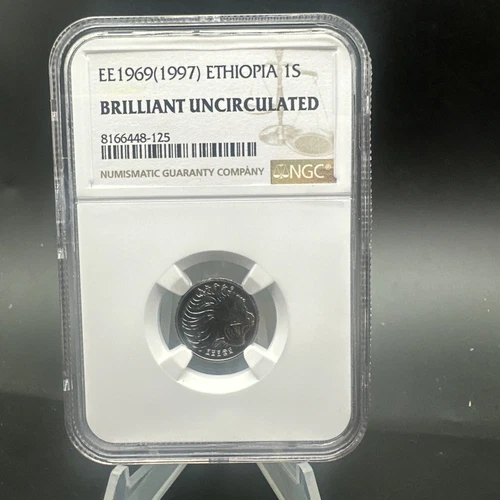 EE1969(1997) ETHIOPIA 1S
BRILLIANT UNCIRCULATED
8166448-125
NUMISMATIC GUARANTY COMPANY NGC